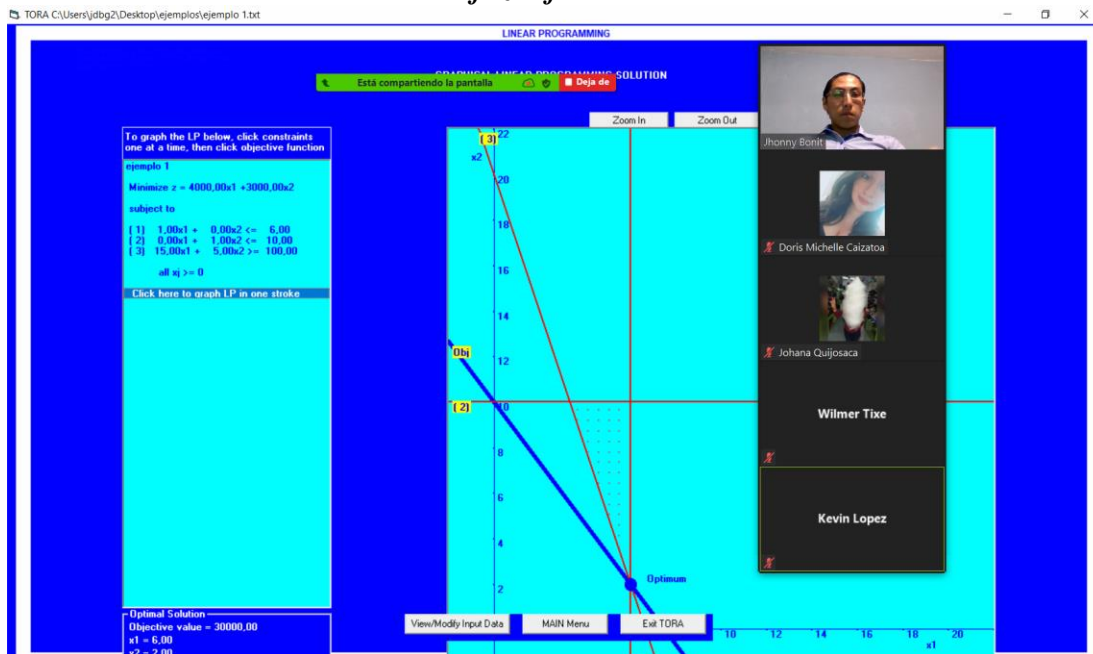 TORA C:\Users\jdbg2\Desktop\ejemplos\ejemplo 1.txt
LINEAR PROGRAMMING
GRAPHICAL LINEAR PROGRAMMING SOLUTION
Está compartiendo la pantalla
Deja de
Zoom In
Zoom Out
To graph the LP below, click constraints
one at a time, then click objective function
ejemplo 1
Minimize z = 4000,00x1 +3000,00x2
subject to
( 1) 1,00x1 + 0,00x2 <= 6,00
( 2) 0,00x1 + 1,00x2 <= 10,00
( 3) 15,00x1 + 5,00x2 >= 100,00
all xj >= 0
Click here to graph LP in one stroke
Optimal Solution
Objective value = 30000,00
x1 = 6,00
x2 = 2,00
( 3)
22
x2
20
18
16
14
Obj
12
( 2)
10
8
6
4
2
Optimum
10
12
14
16
18
20
x1
View/Modify Input Data
MAIN Menu
Exit TORA
Jhonny Bonit
Doris Michelle Caizatoa
Johana Quijosaca
Wilmer Tixe
Kevin Lopez